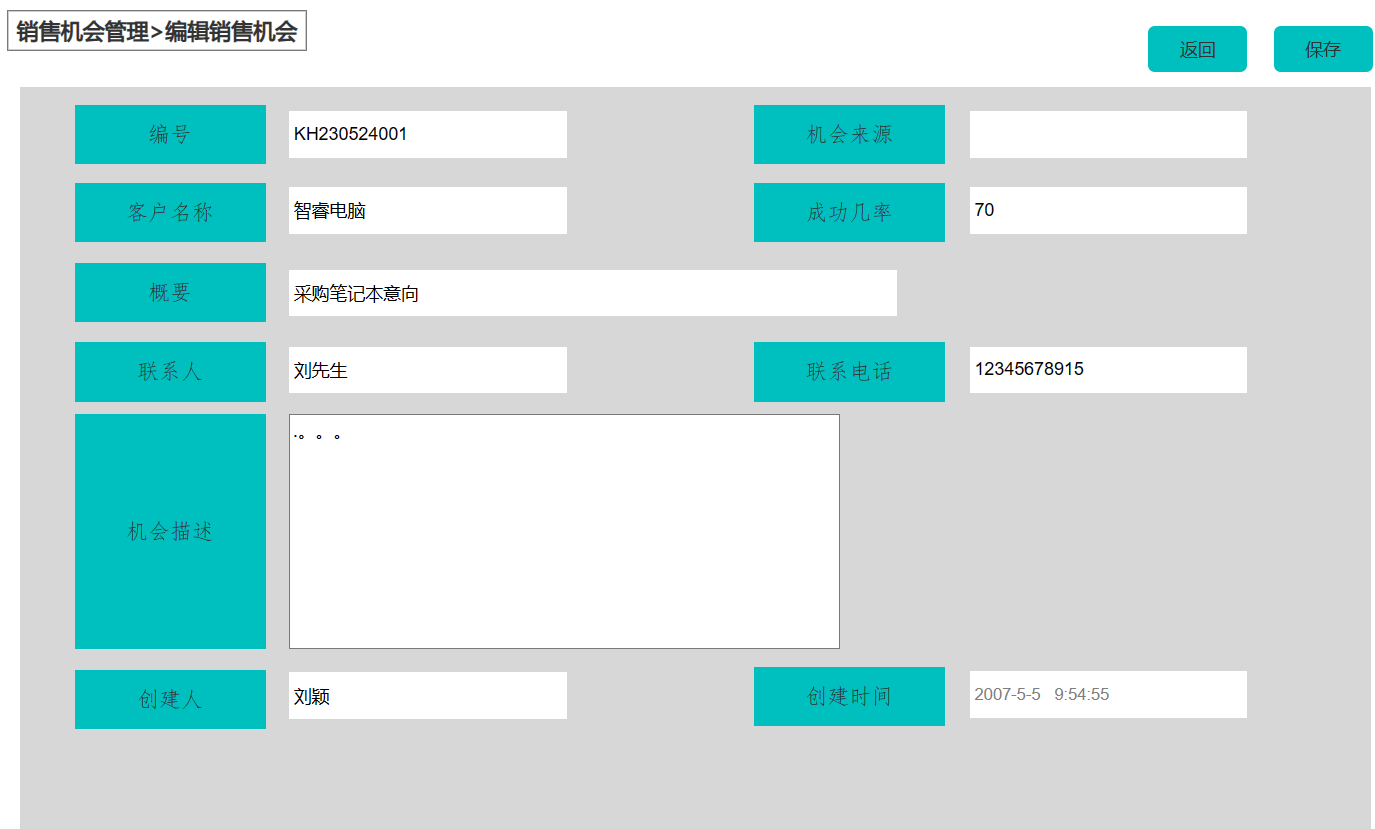 销售机会管理>编辑销售机会
返回 保存
编号 KH230524001 机会来源
客户名称 智睿电脑 成功几率 70
概要 采购笔记本意向
联系人 刘先生 联系电话 12345678915
机会描述 .。。。
创建人 刘颖 创建时间 2007-5-5 9:54:55